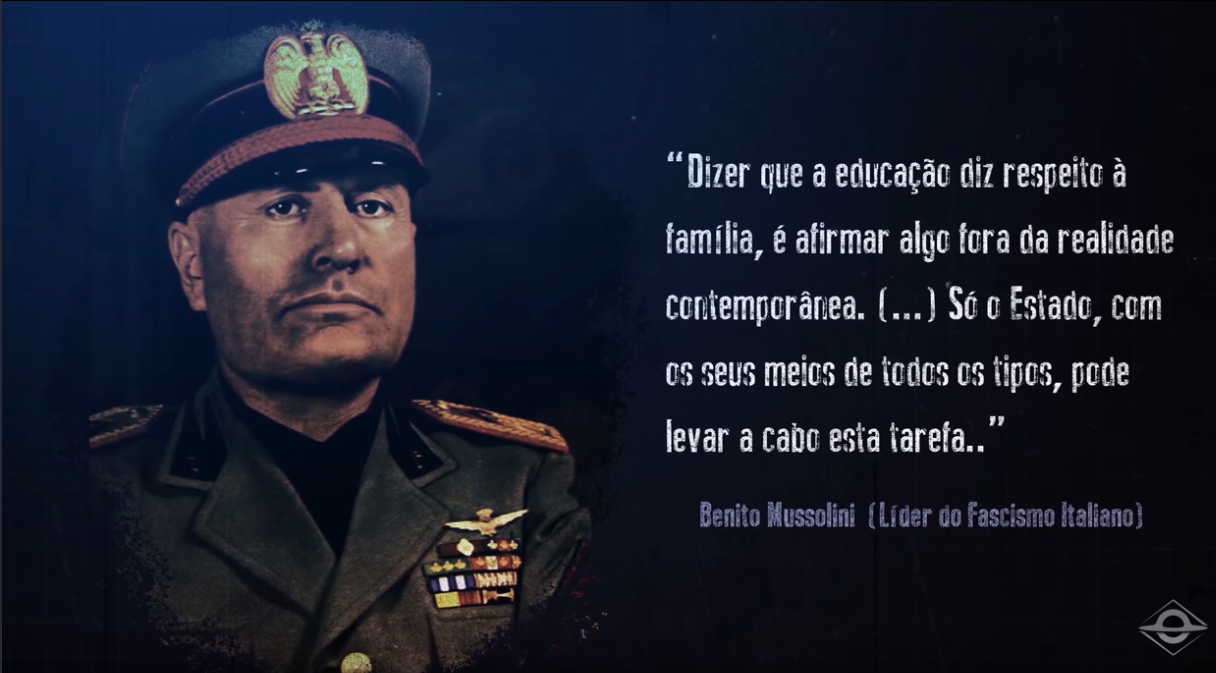 “Dizer que a educação diz respeito à
família, é afirmar algo fora da realidade
contemporânea. (...) Só o Estado, com
os seus meios de todos os tipos, pode
levar a cabo esta tarefa..”
Benito Mussolini (Líder do Fascismo Italiano)